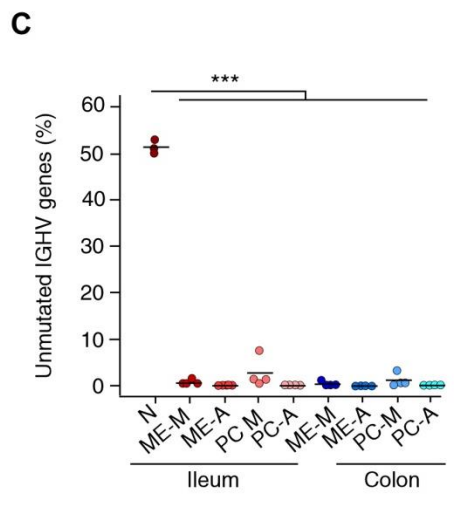 C
***
Unmutated IGHV genes (%)
60
50
40
30
20
10
0
N
ME-M
ME-A
PC M
PC-A
ME-M
ME-A
PC-M
PC-A
Ileum
Colon